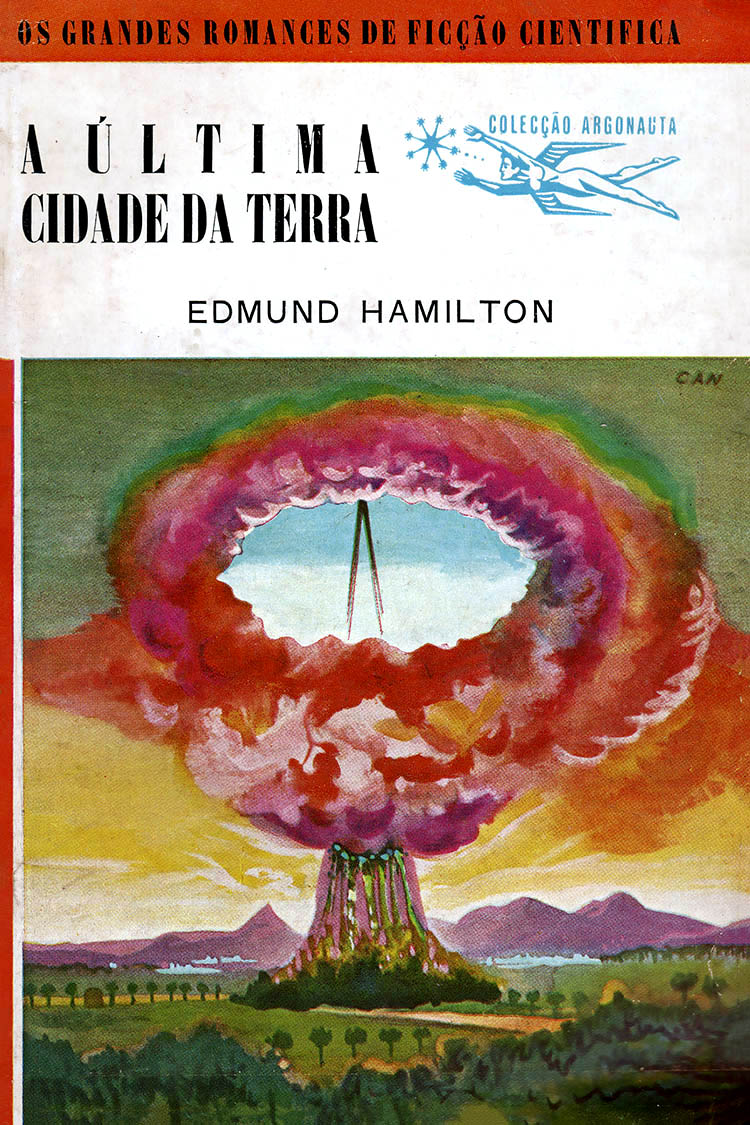 OS GRANDES ROMANCES DE FICÇÃO CIENTIFICA
A ÚLTIMA
CIDADE DA TERRA
COLECÇÃO ARGONAUTA
EDMUND HAMILTON
CAN